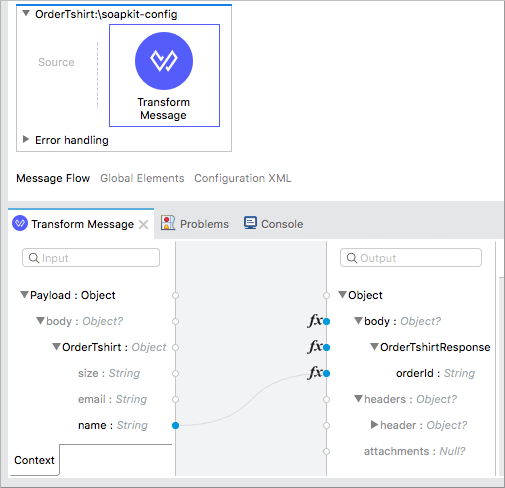 OrderTshirt:\soapkit-config
Source
Transform
Message
Error handling
Message Flow Global Elements Configuration XML
Transform Message Problems Console
Input
Output
Payload : Object
body : Object?
OrderTshirt : Object
size : String
email : String
name : String
Context
Object
fx body : Object?
fx OrderTshirtResponse
fx orderId : String
headers : Object?
header : Object?
attachments : Null?